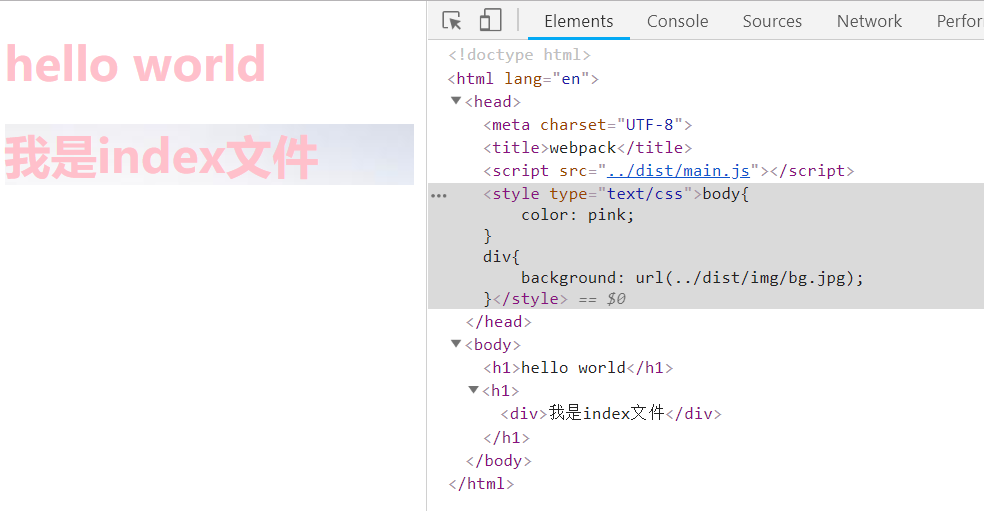 hello world
我是index文件
Elements Console Sources Network Perfor
<!doctype html>
<html lang="en">
<head>
<meta charset="UTF-8">
<title>webpack</title>
<script src="../dist/main.js"></script>
<style type="text/css">body{
color: pink;
}
div{
background: url(../dist/img/bg.jpg);
}</style> == $0
</head>
<body>
<h1>hello world</h1>
<h1>
<div>我是index文件</div>
</h1>
</body>
</html>